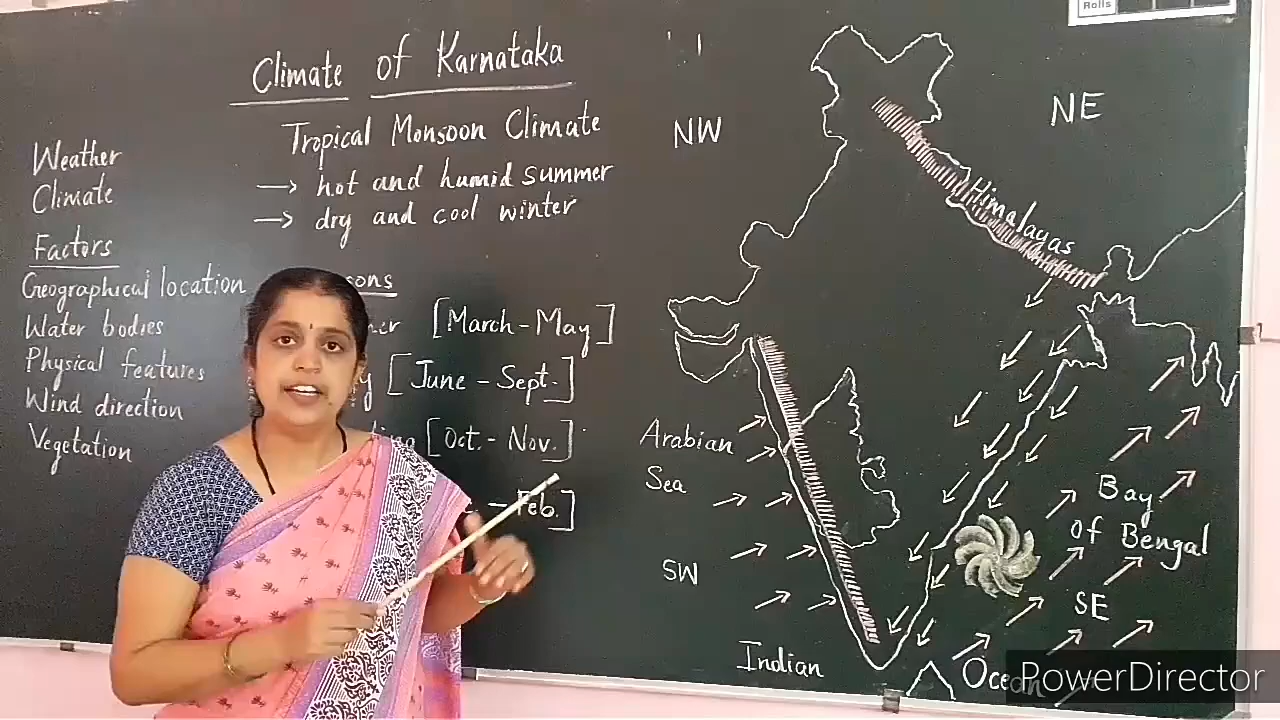 Rolls
Climate of Karnataka
Tropical Monsoon Climate
→ hot and humid summer
→ dry and cool winter
Weather
Climate
Factors
Geographical location
Water bodies
Physical features
Wind direction
Vegetation
[March - May]
[June - Sept.]
[Oct. - Nov.]
- Feb.]
NW
NE
Himalayas
Arabian
Sea
SW
Bay
of Bengal
SE
Indian Ocean
PowerDirector